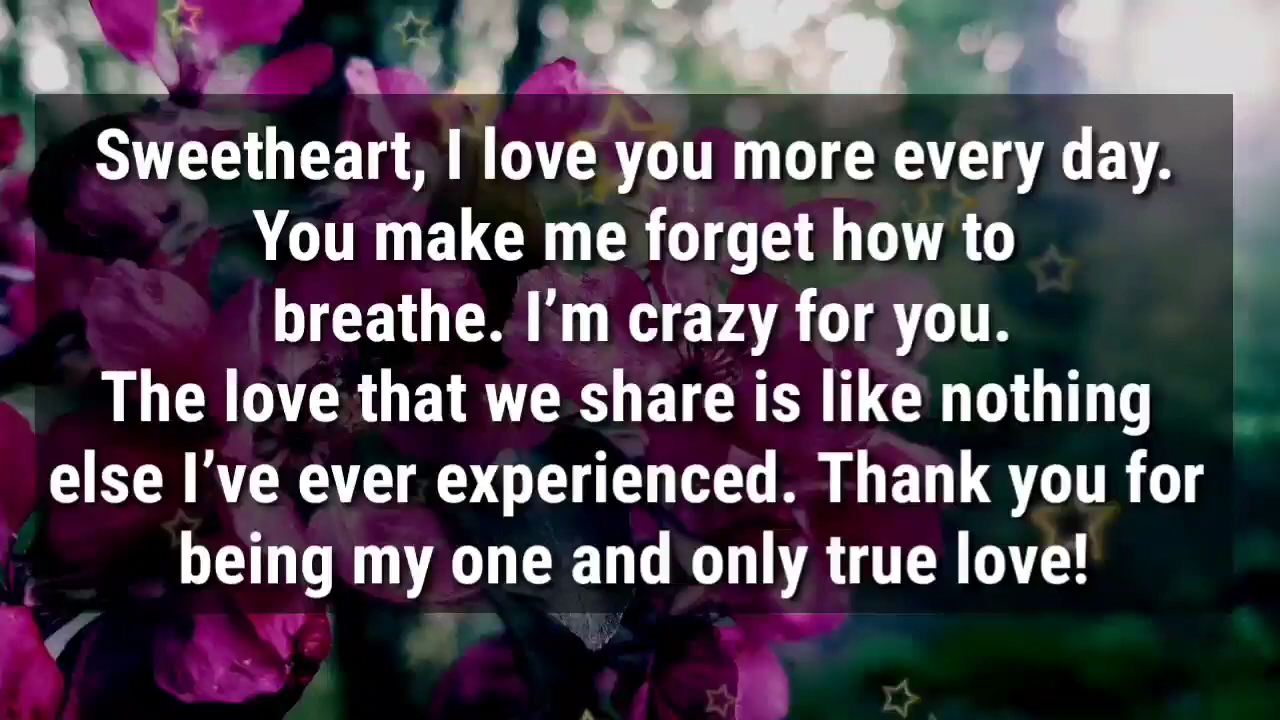 Sweetheart, I love you more every day.
You make me forget how to
breathe. I’m crazy for you.
The love that we share is like nothing
else I’ve ever experienced. Thank you for
being my one and only true love!